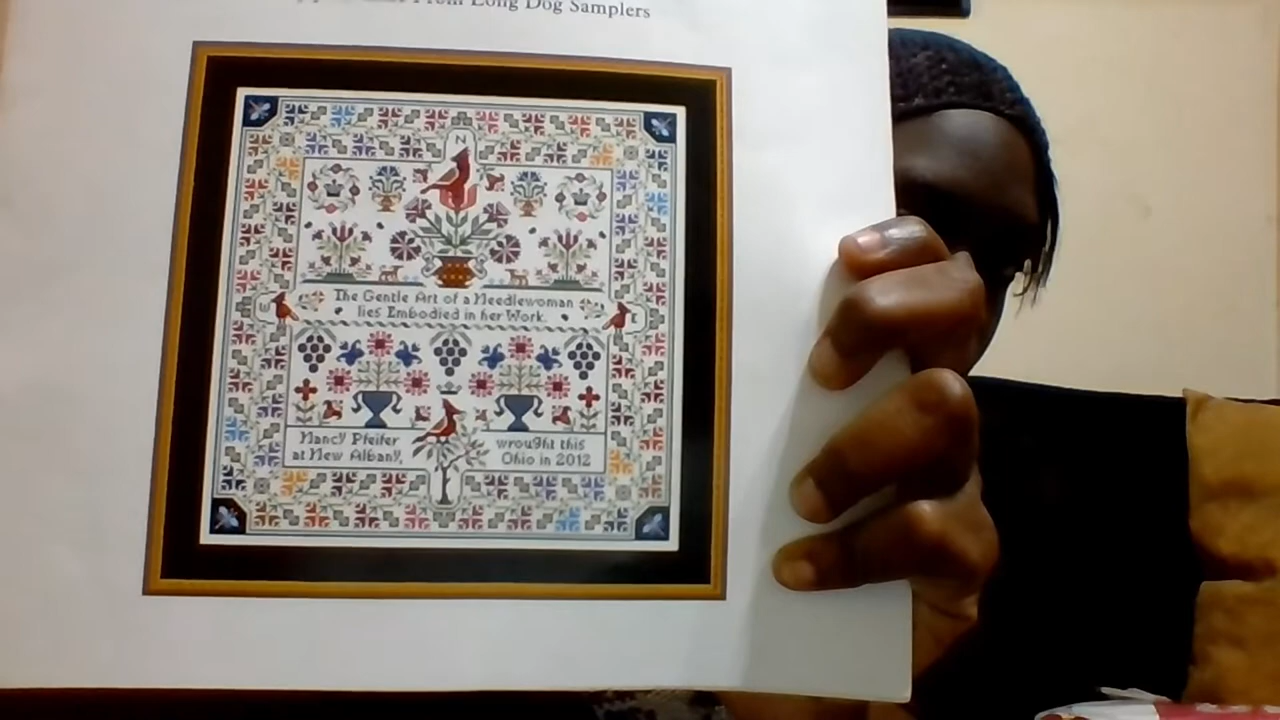 From Long Dog Samplers
N
The Gentle Art of a Needlewoman
lies Embodied in her Work.
W
E
Nancy Pfeifer
at New Albany,
wrought this
Ohio in 2012